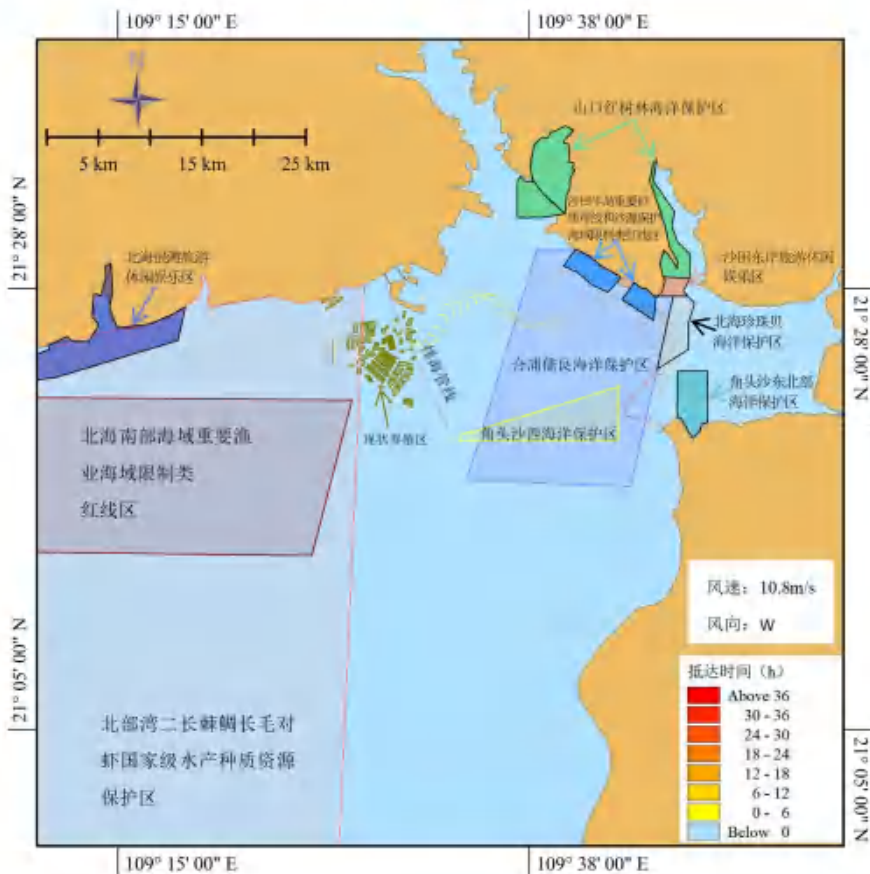 109° 15' 00" E
109° 38' 00" E
N
5 km
15 km
25 km
山口红树林海洋保护区
21° 28' 00" N
21° 28' 00" N
北海银滩旅游
休闲娱乐区
沙田东岸旅游休闲
娱乐区
北海珍珠贝
海洋保护区
合浦儒艮海洋保护区
角头沙东北部
海洋保护区
排海管线
现状养殖区
角头沙西海洋保护区
北海南部海域重要渔
业海域限制类
红线区
风速：10.8m/s
风向：W
抵达时间（h）
Above 36
30 - 36
24 - 30
18 - 24
12 - 18
6 - 12
0 - 6
Below 0
北部湾二长棘鲷长毛对
虾国家级水产种质资源
保护区
21° 05' 00" N
21° 05' 00" N
109° 15' 00" E
109° 38' 00" E